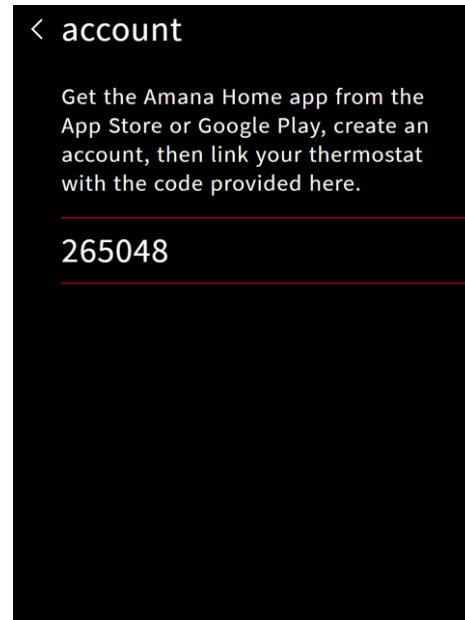 account
Get the Amana Home app from the
App Store or Google Play, create an
account, then link your thermostat
with the code provided here.
265048